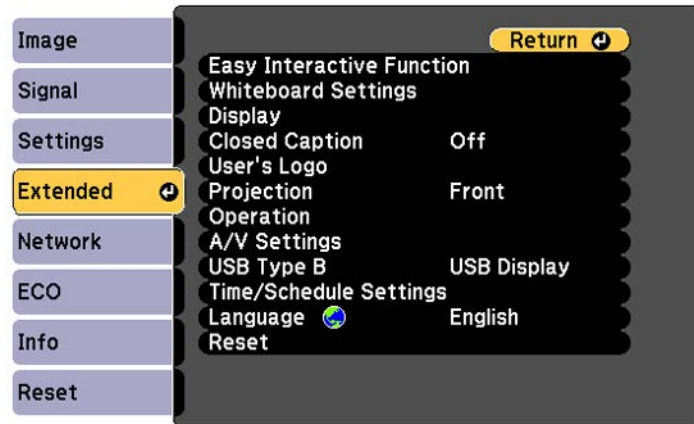 Image
Signal
Settings
Extended
Network
ECO
Info
Reset
Return
Easy Interactive Function
Whiteboard Settings
Display
Closed Caption Off
User's Logo
Projection Front
Operation
A/V Settings
USB Type B USB Display
Time/Schedule Settings
Language English
Reset